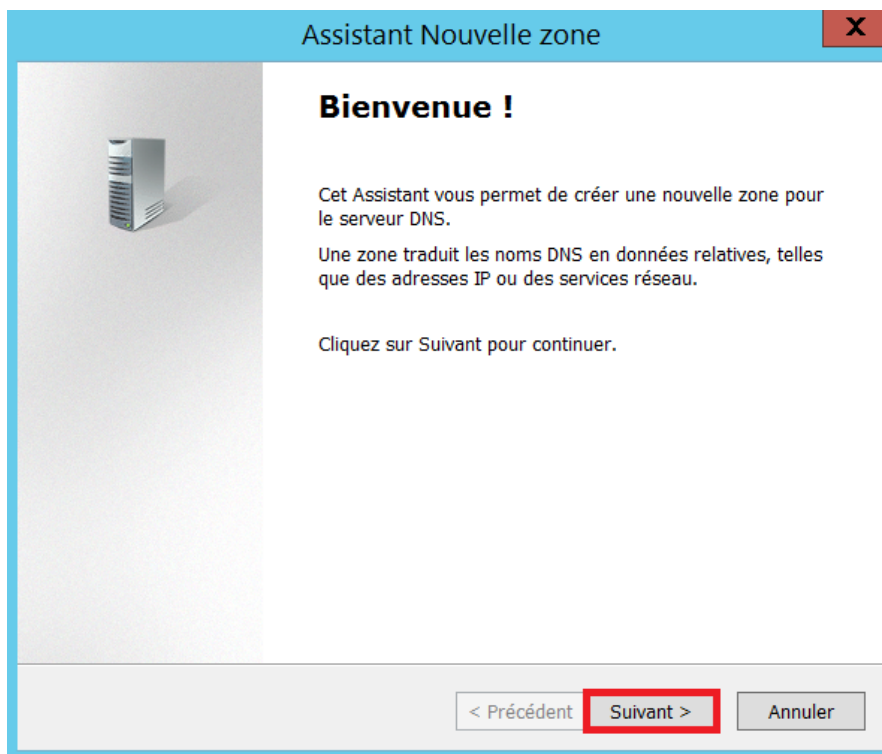 Assistant Nouvelle zone
X
Bienvenue !
Cet Assistant vous permet de créer une nouvelle zone pour
le serveur DNS.
Une zone traduit les noms DNS en données relatives, telles
que des adresses IP ou des services réseau.
Cliquez sur Suivant pour continuer.
< Précédent Suivant > Annuler